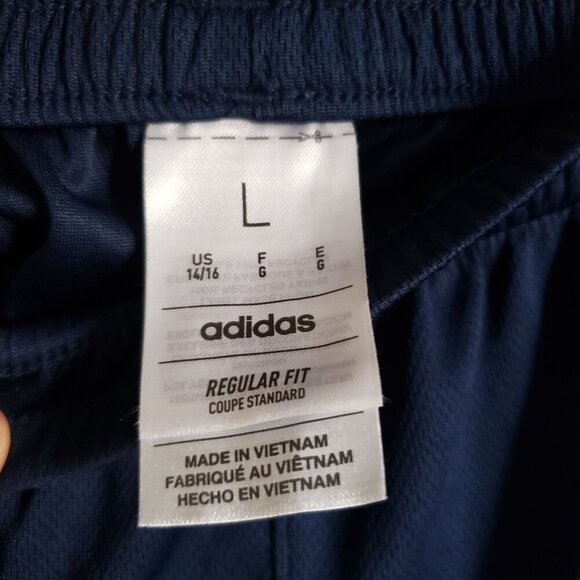 L
US F E
14/16 G G
adidas
REGULAR FIT
COUPE STANDARD
MADE IN VIETNAM
FABRIQUÉ AU VIÊTNAM
HECHO EN VIETNAM